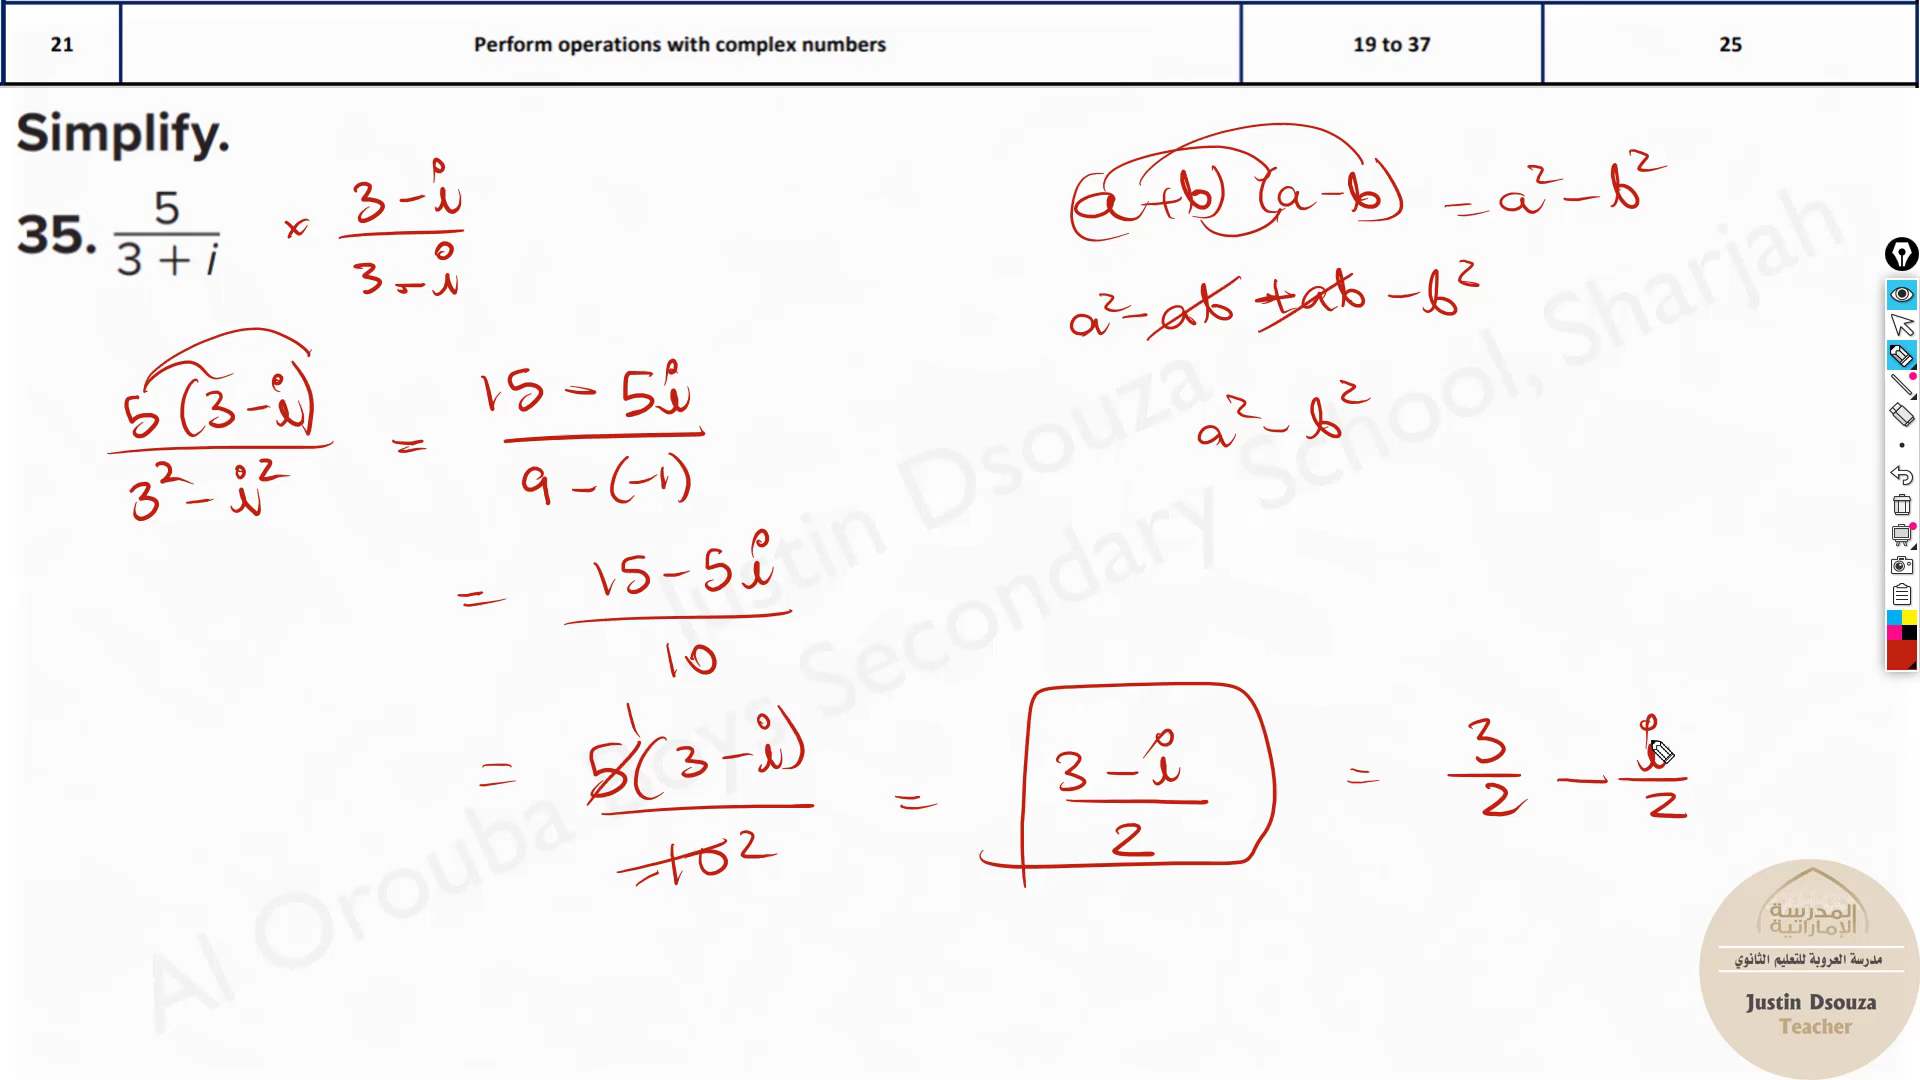 21 Perform operations with complex numbers 19 to 37 25
Simplify.
35. 5/(3 + i) × (3 - i)/(3 - i)
(a + b) (a - b) = a² - b²
a² - ab + ab - b²
a² - b²
5(3 - i)/(3² - i²) = (15 - 5i)/(9 - (-1))
= (15 - 5i)/10
= 5(3 - i)/10 1 2 = (3 - i)/2 = 3/2 - i/2
Justin Dsouza
Al Orouba Boys Secondary School, Sharjah
المدرسة
الإماراتية
مدرسة العروبة للتعليم الثانوي
Justin Dsouza
Teacher